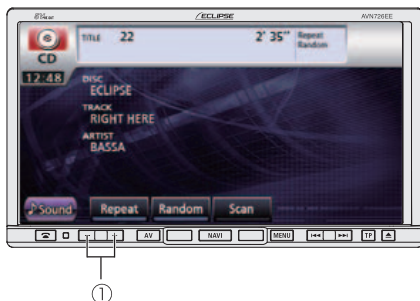 ECLIPSE AVN726EE
TITLE 22 2' 35" Repeat
Random
CD
12:48
DISC
ECLIPSE
TRACK
RIGHT HERE
ARTIST
BASSA
Sound Repeat Random Scan
− + AV NAVI MENU TP
①